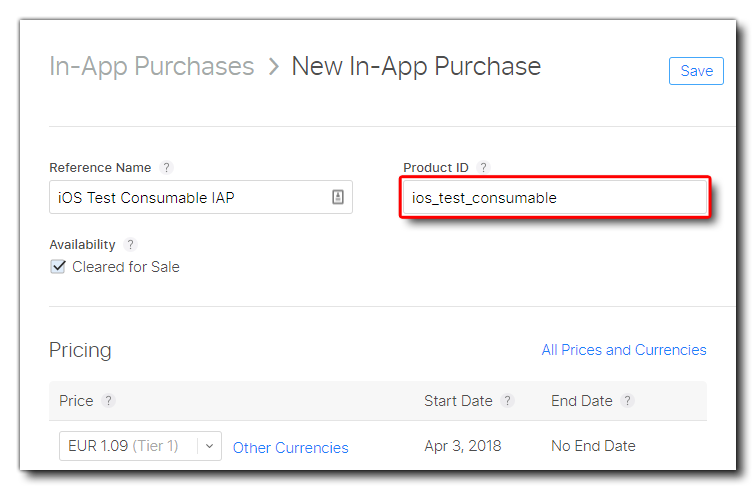 In-App Purchases > New In-App Purchase
Save
Reference Name ?
Product ID ?
iOS Test Consumable IAP
ios_test_consumable
Availability ?
Cleared for Sale
Pricing
All Prices and Currencies
Price ? Start Date ? End Date ?
EUR 1.09 (Tier 1) Other Currencies Apr 3, 2018 No End Date